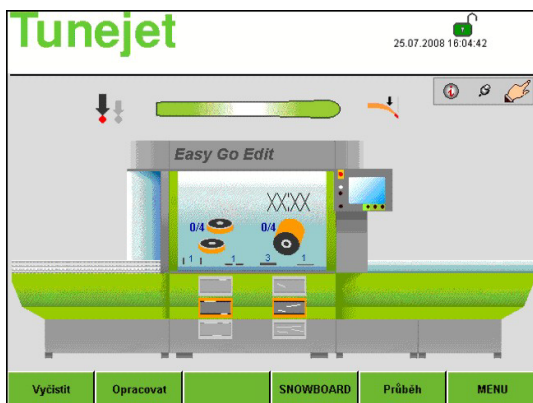 Tunejet
25.07.2008 16:04:42
Easy Go Edit
XX'XX
0/4 0/4
1 1 3 1
Vyčistit Opracovat SNOWBOARD Průběh MENU